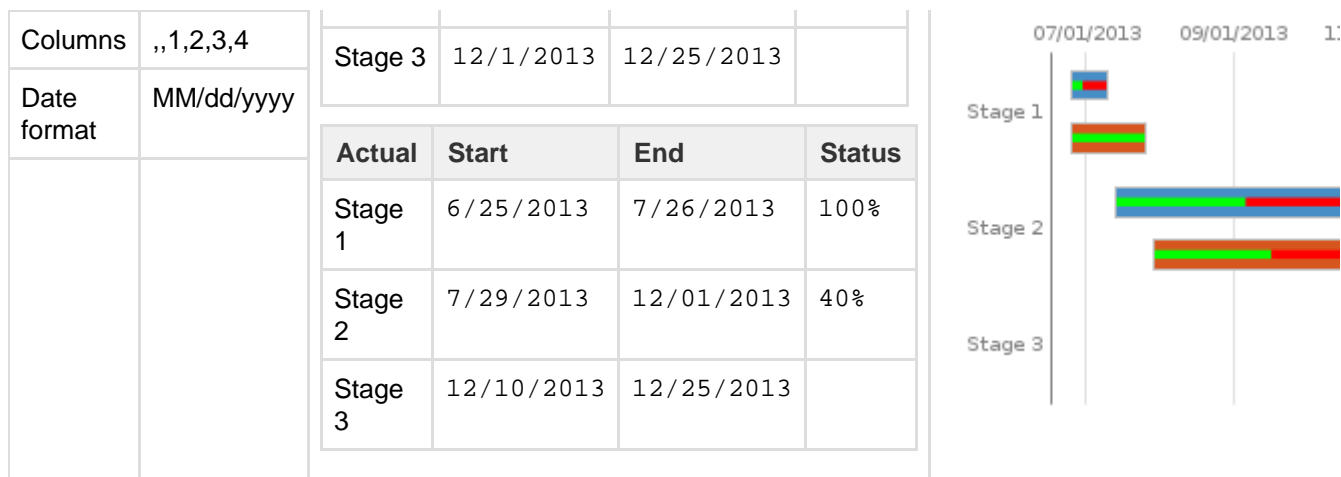 Columns ,,1,2,3,4
Date
format
MM/dd/yyyy
Stage 3 12/1/2013 12/25/2013
Actual Start End Status
Stage
1
6/25/2013 7/26/2013 100%
Stage
2
7/29/2013 12/01/2013 40%
Stage
3
12/10/2013 12/25/2013
07/01/2013 09/01/2013 11
Stage 1
Stage 2
Stage 3